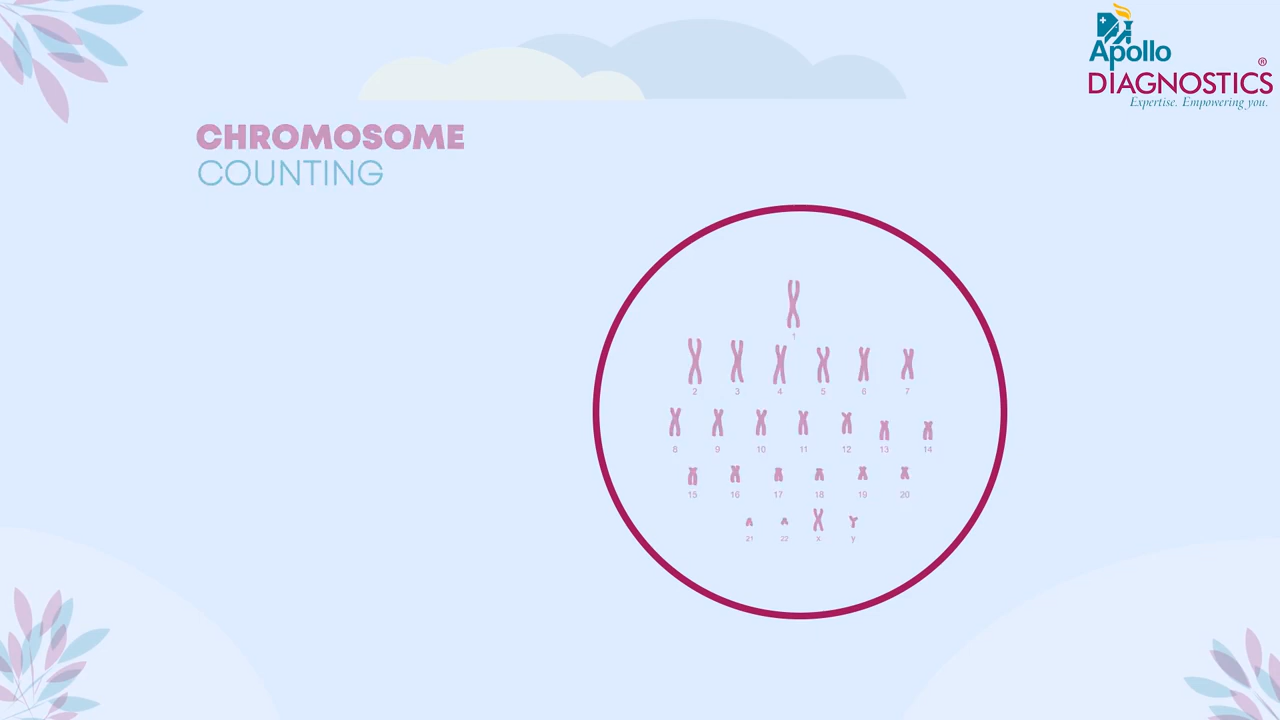 Apollo
DIAGNOSTICS®
Expertise. Empowering you.
CHROMOSOME
COUNTING
1
2 3 4 5 6 7
8 9 10 11 12 13 14
15 16 17 18 19 20
21 22 x y